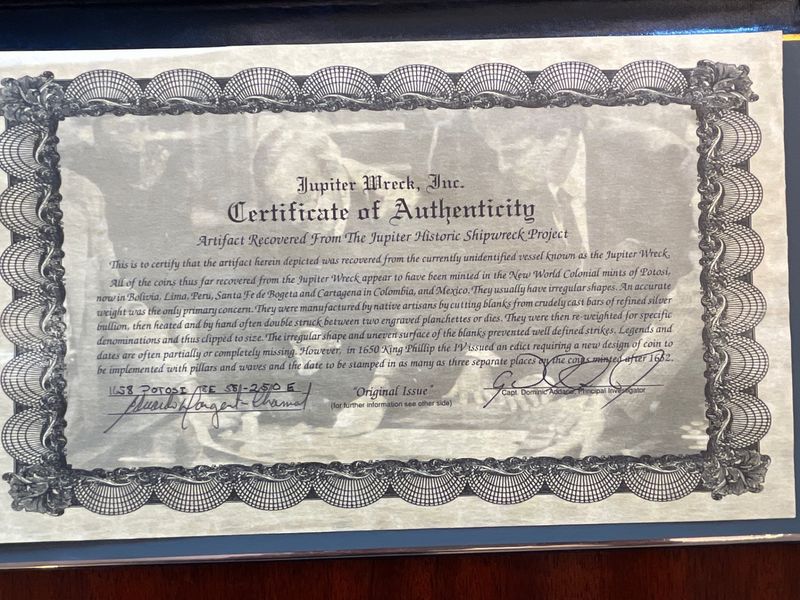 Jupiter Wreck, Inc.
Certificate of Authenticity
Artifact Recovered From The Jupiter Historic Shipwreck Project
This is to certify that the artifact herein depicted was recovered from the currently unidentified vessel known as the Jupiter Wreck.
All of the coins thus far recovered from the Jupiter Wreck appear to have been minted in the New World Colonial mints of Potosi,
now in Bolivia, Lima, Peru, Santa Fe de Bogeta and Cartagena in Colombia, and Mexico. They usually have irregular shapes. An accurate
weight was the only primary concern. They were manufactured by native artisans by cutting blanks from crudely cast bars of refined silver
bullion, then heated and by hand often double struck between two engraved planchettes or dies. They were then re-weighted for specific
denominations and thus clipped to size. The irregular shape and uneven surface of the blanks prevented well defined strikes. Legends and
dates are often partially or completely missing. However, in 1650 King Phillip the IV issued an edict requiring a new design of coin to
be implemented with pillars and waves and the date to be stamped in as many as three separate places on the coins minted after 1652.
1658 POTOSI
"Original Issue"
(for further information see other side)
Capt. Dominic Addario, Principal Investigator